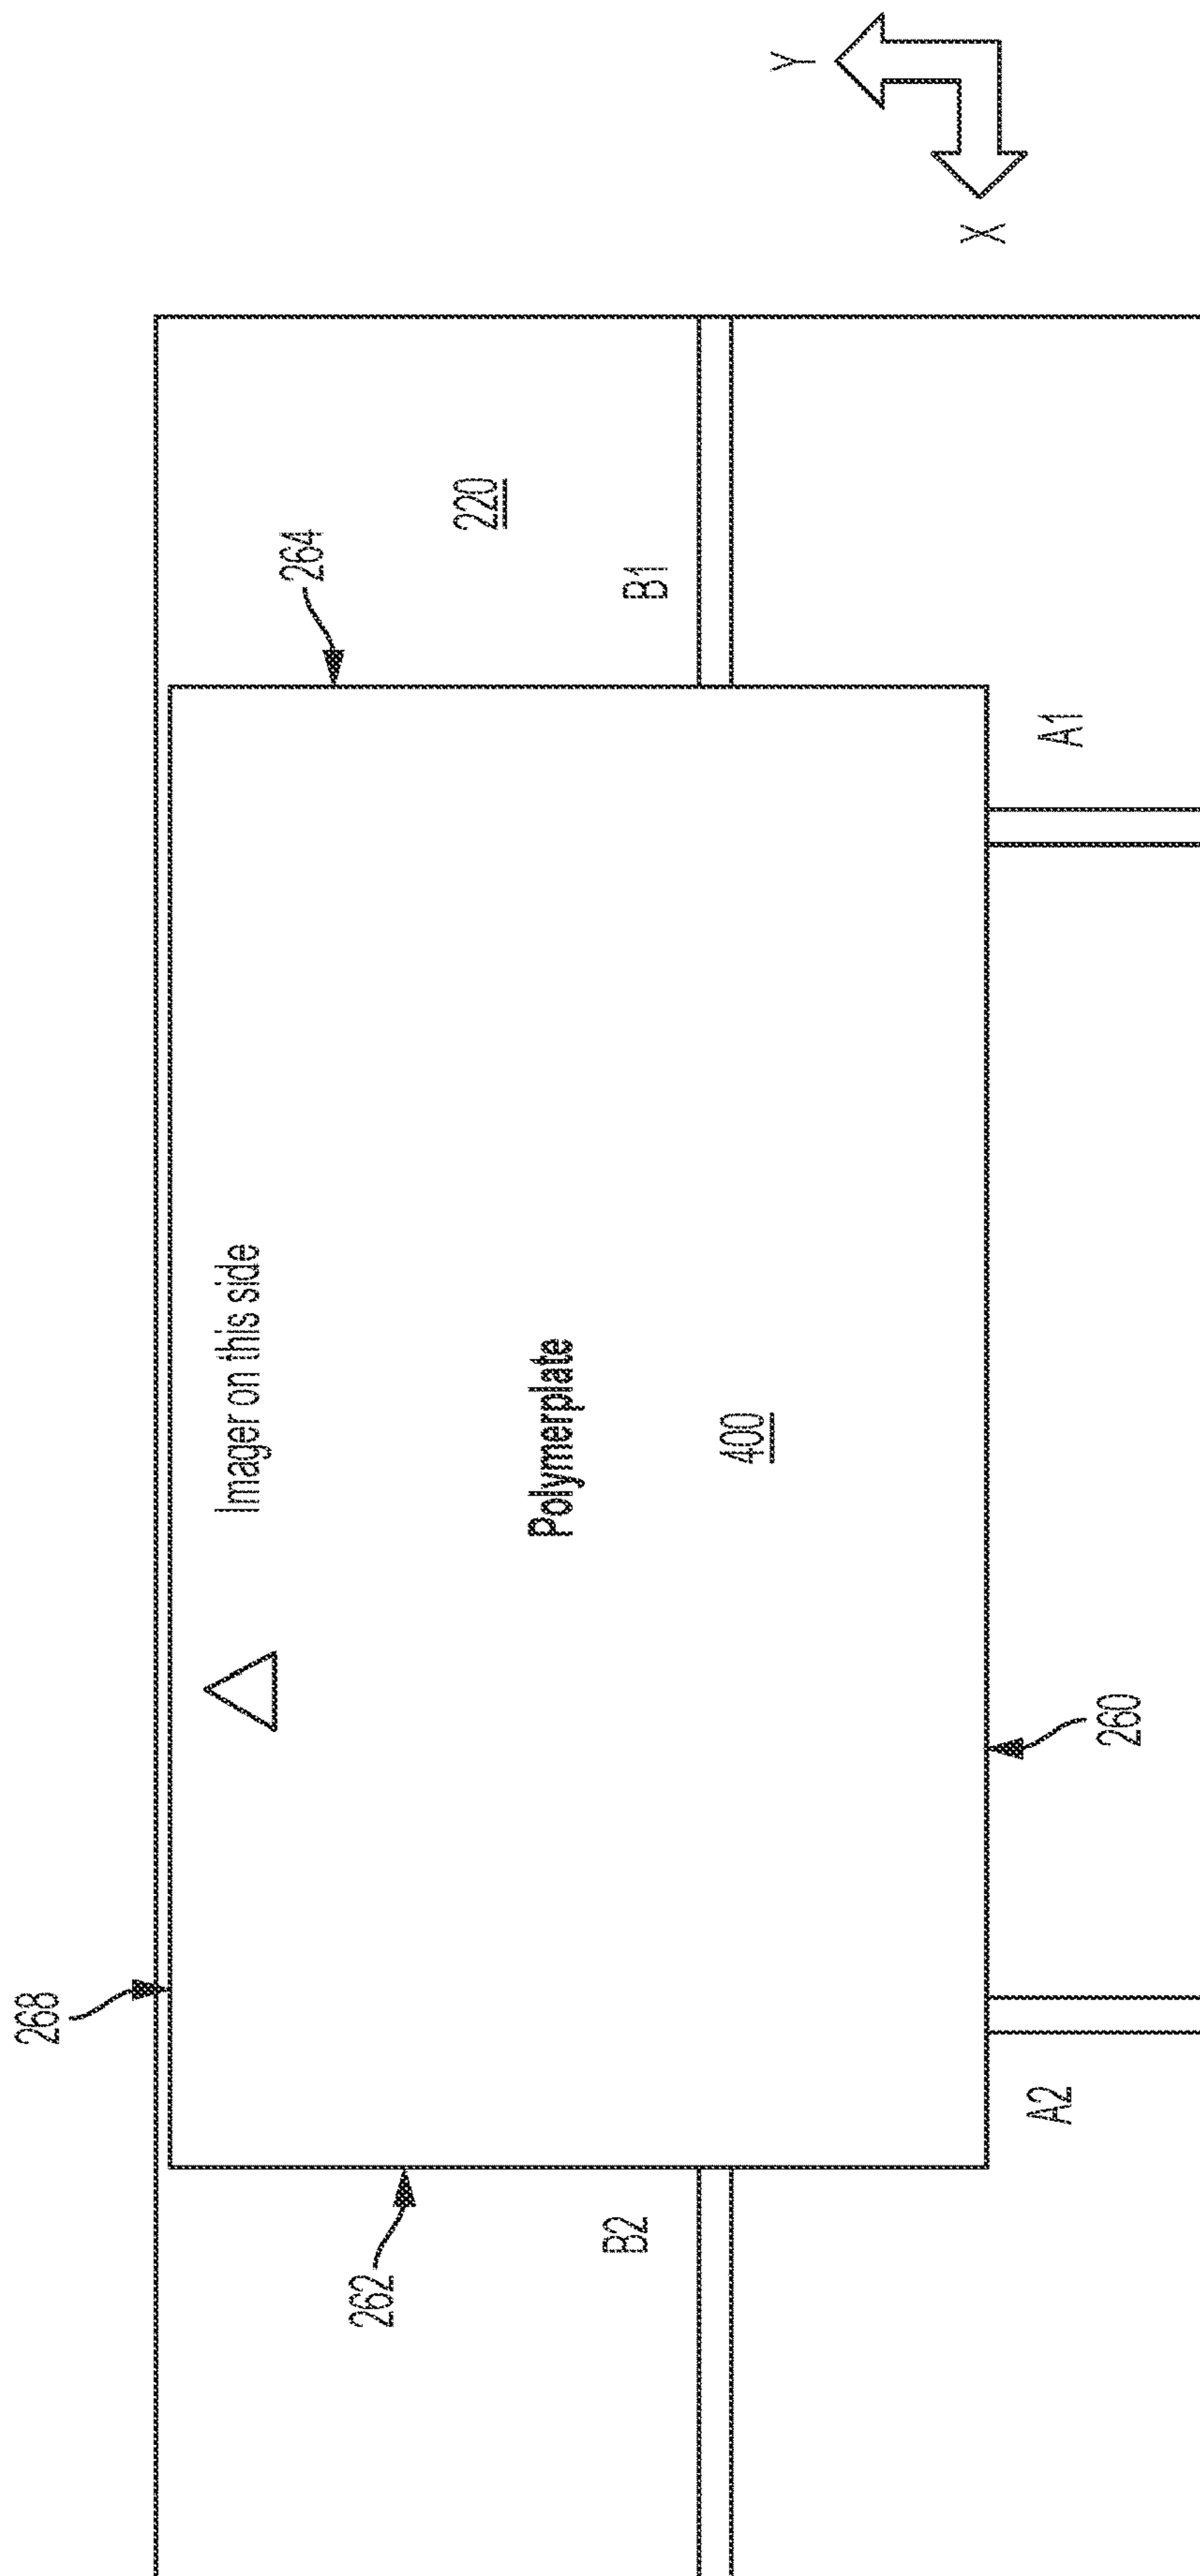 268
Imager on this side
264
262
220
Polymerplate
B2
B1
400
Y
X
A2
A1
260